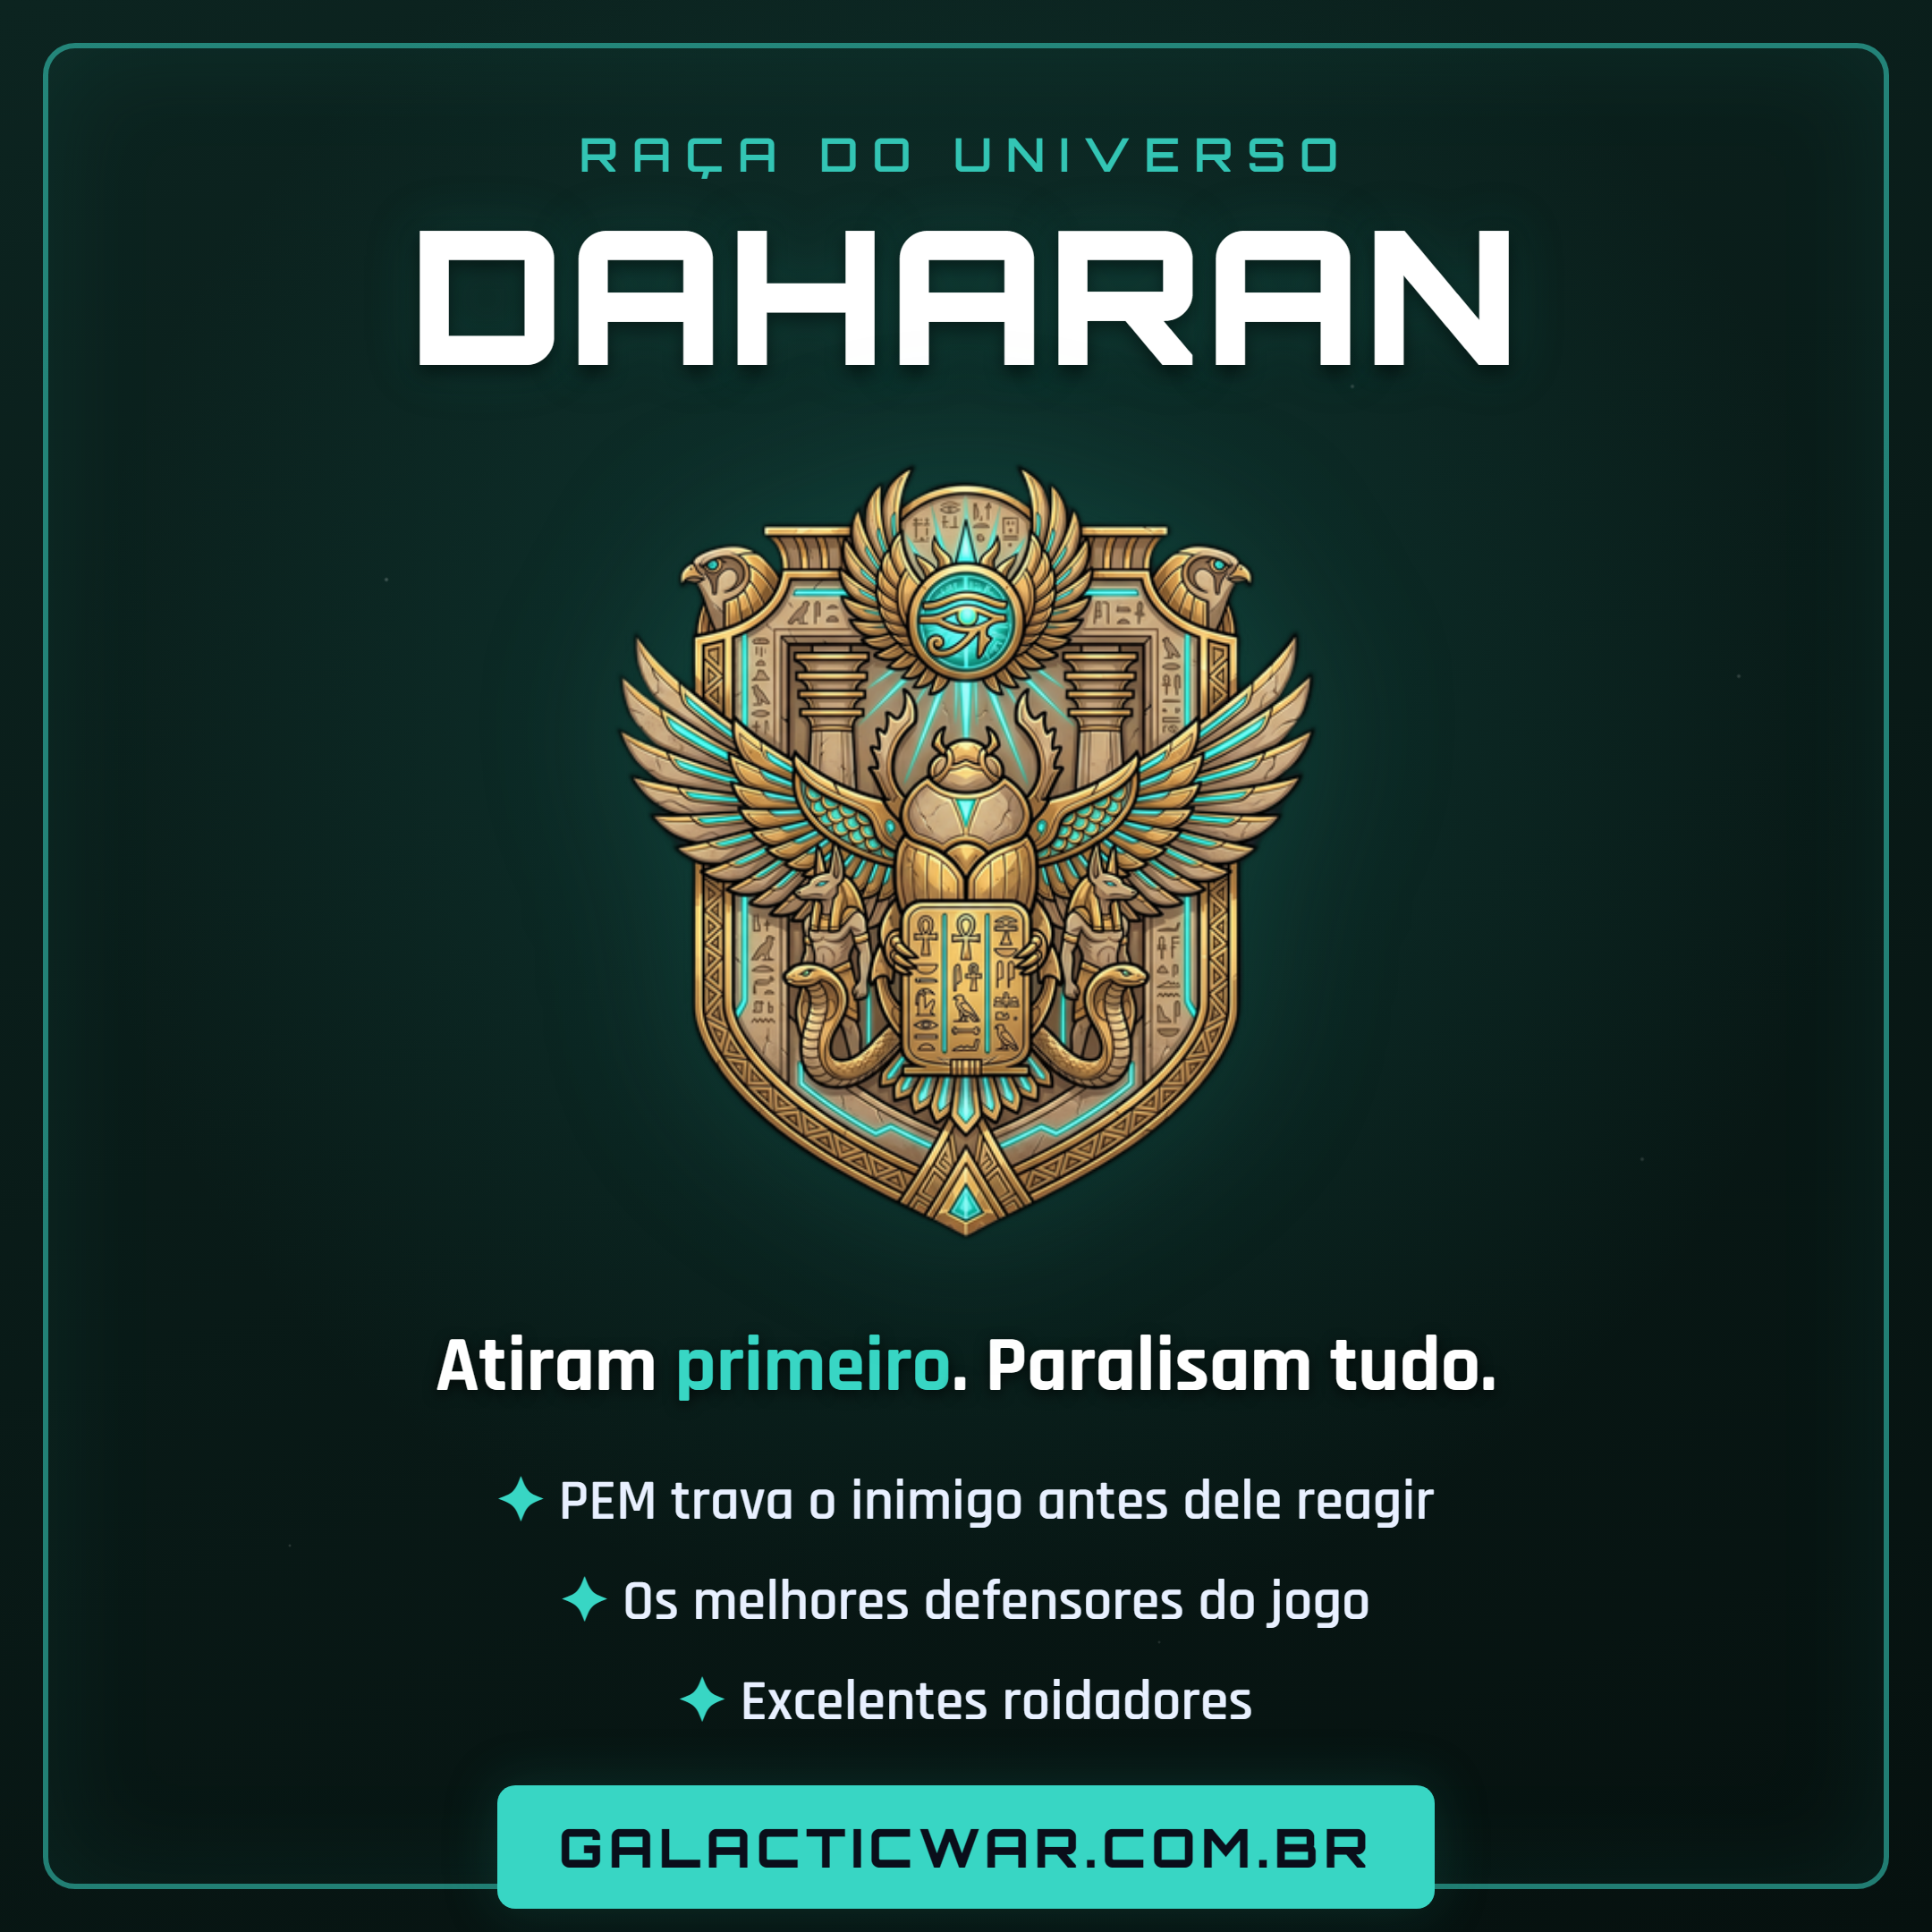 RAÇA DO UNIVERSO
DAHARAN
Atiram primeiro. Paralisam tudo.
PEM trava o inimigo antes dele reagir
Os melhores defensores do jogo
Excelentes roidadores
GALACTICWAR.COM.BR